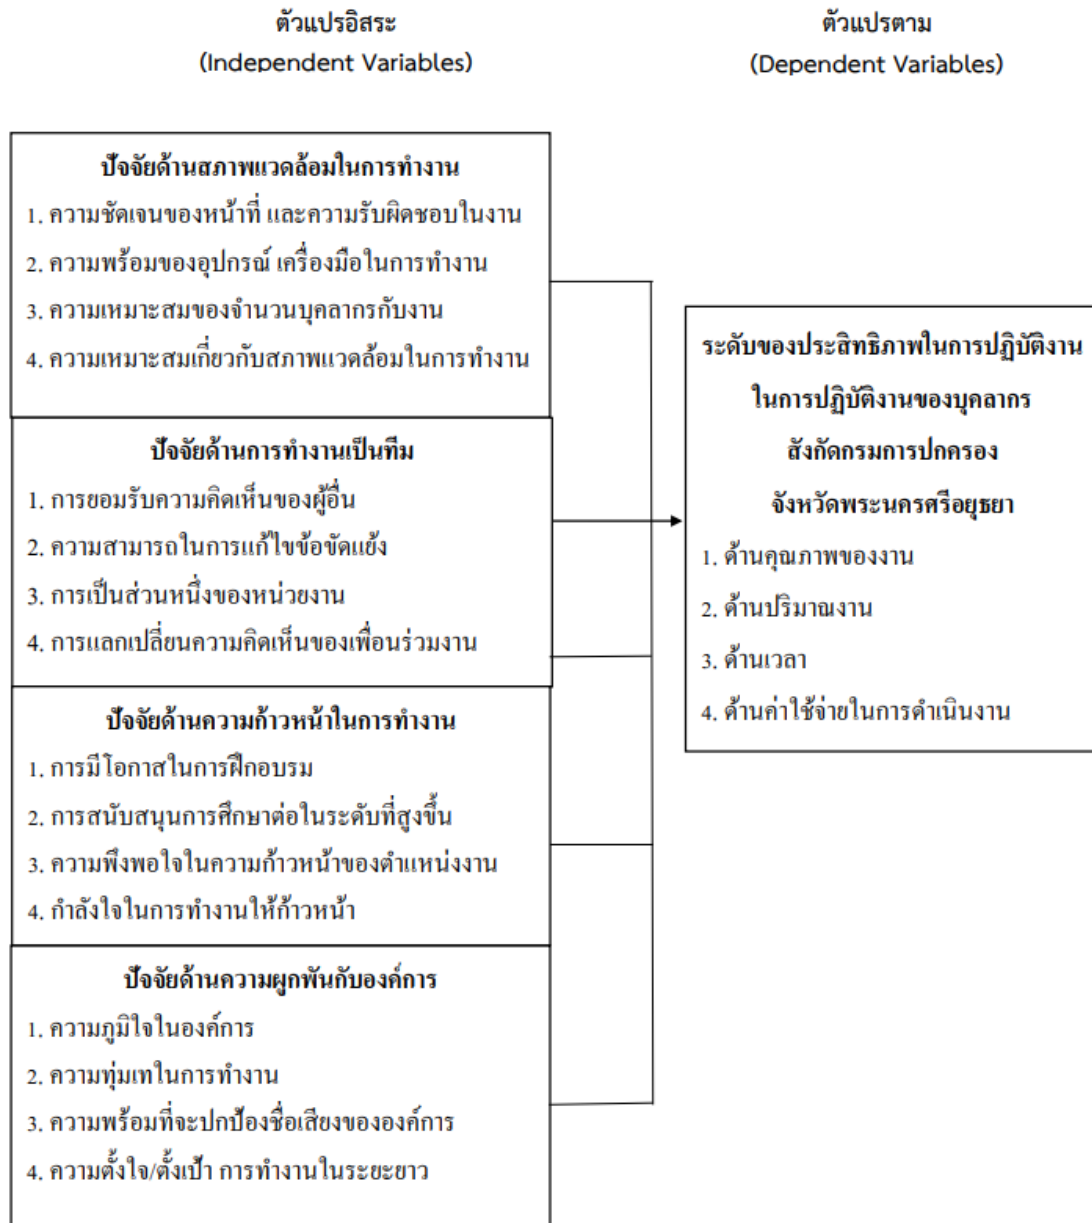 ตัวแปรอิสระ
(Independent Variables)
ตัวแปรตาม
(Dependent Variables)
ปัจจัยด้านสภาพแวดล้อมในการทำงาน
1. ความชัดเจนของหน้าที่ และความรับผิดชอบในงาน
2. ความพร้อมของอุปกรณ์ เครื่องมือในการทำงาน
3. ความเหมาะสมของจำนวนบุคลากรกับงาน
4. ความเหมาะสมเกี่ยวกับสภาพแวดล้อมในการทำงาน
ปัจจัยด้านการทำงานเป็นทีม
1. การยอมรับความคิดเห็นของผู้อื่น
2. ความสามารถในการแก้ไขข้อขัดแย้ง
3. การเป็นส่วนหนึ่งของหน่วยงาน
4. การแลกเปลี่ยนความคิดเห็นของเพื่อนร่วมงาน
ปัจจัยด้านความก้าวหน้าในการทำงาน
1. การมีโอกาสในการฝึกอบรม
2. การสนับสนุนการศึกษาต่อในระดับที่สูงขึ้น
3. ความพึงพอใจในความก้าวหน้าของตำแหน่งงาน
4. กำลังใจในการทำงานให้ก้าวหน้า
ปัจจัยด้านความผูกพันกับองค์การ
1. ความภูมิใจในองค์การ
2. ความทุ่มเทในการทำงาน
3. ความพร้อมที่จะปกป้องชื่อเสียงขององค์การ
4. ความตั้งใจ/ตั้งเป้า การทำงานในระยะยาว
ระดับของประสิทธิภาพในการปฏิบัติงาน
ในการปฏิบัติงานของบุคลากร
สังกัดกรมการปกครอง
จังหวัดพระนครศรีอยุธยา
1. ด้านคุณภาพของงาน
2. ด้านปริมาณงาน
3. ด้านเวลา
4. ด้านค่าใช้จ่ายในการดำเนินงาน